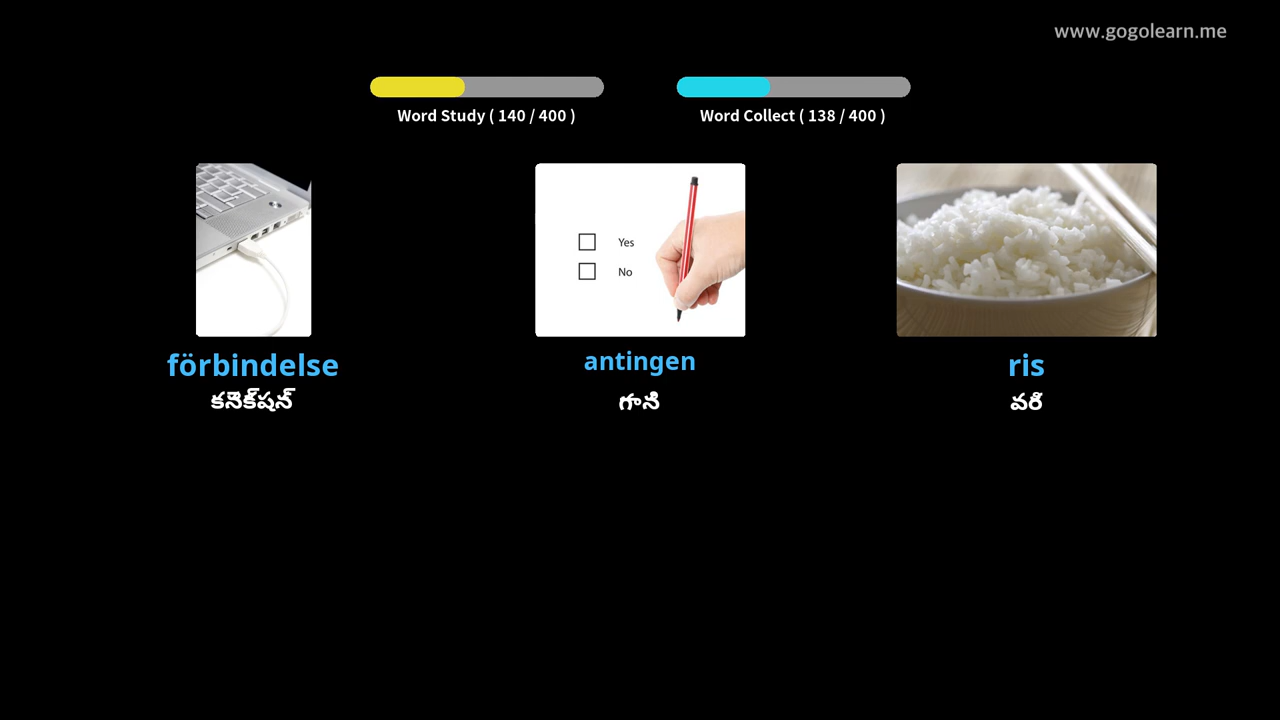 www.gogolearn.me
Word Study ( 140 / 400 )
Word Collect ( 138 / 400 )
Yes
No
förbindelse
antingen
ris
కనెక్షన్
గాని
వరి